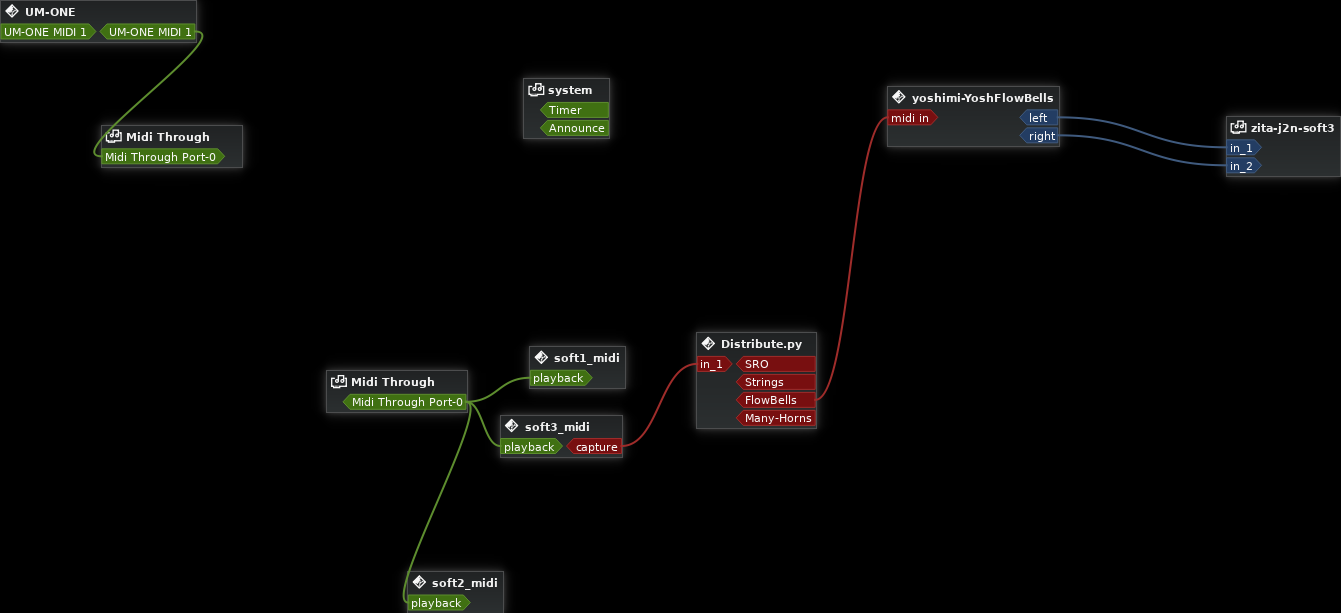 UM-ONE
UM-ONE MIDI 1 UM-ONE MIDI 1
Midi Through
Midi Through Port-0
system
Timer
Announce
yoshimi-YoshFlowBells
midi in left
right
zita-j2n-soft3
in_1
in_2
Distribute.py
in_1 SRO
Strings
FlowBells
Many-Horns
soft1_midi
playback
Midi Through
Midi Through Port-0
soft3_midi
playback capture
soft2_midi
playback